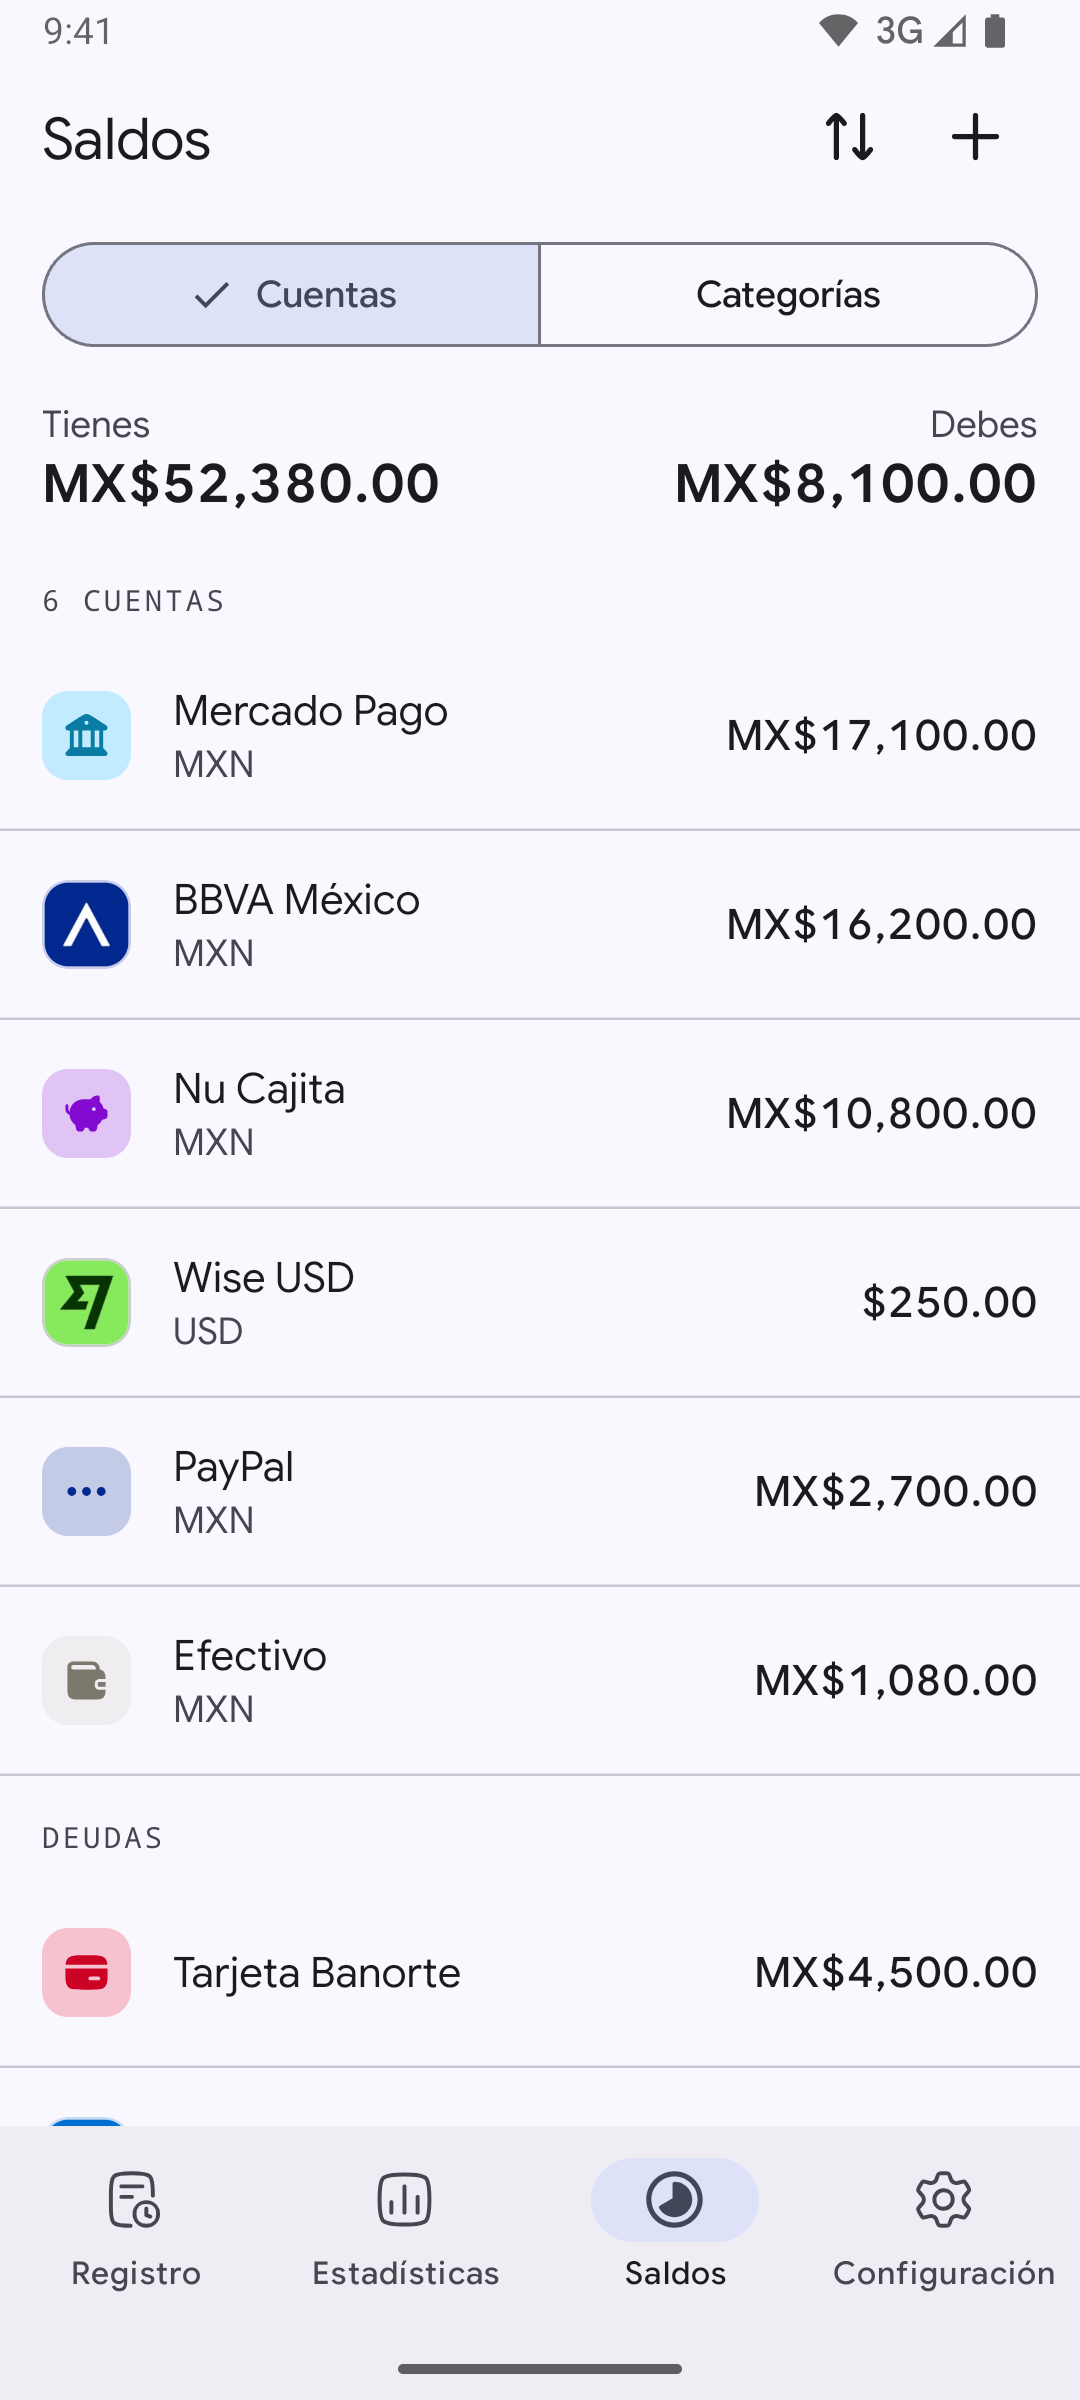 9:41
3G
Saldos
Cuentas
Categorías
Tienes
Debes
MX$52,380.00
MX$8,100.00
6 CUENTAS
Mercado Pago
MXN
MX$17,100.00
BBVA México
MXN
MX$16,200.00
Nu Cajita
MXN
MX$10,800.00
Wise USD
USD
$250.00
PayPal
MXN
MX$2,700.00
Efectivo
MXN
MX$1,080.00
DEUDAS
Tarjeta Banorte
MX$4,500.00
Registro
Estadísticas
Saldos
Configuración